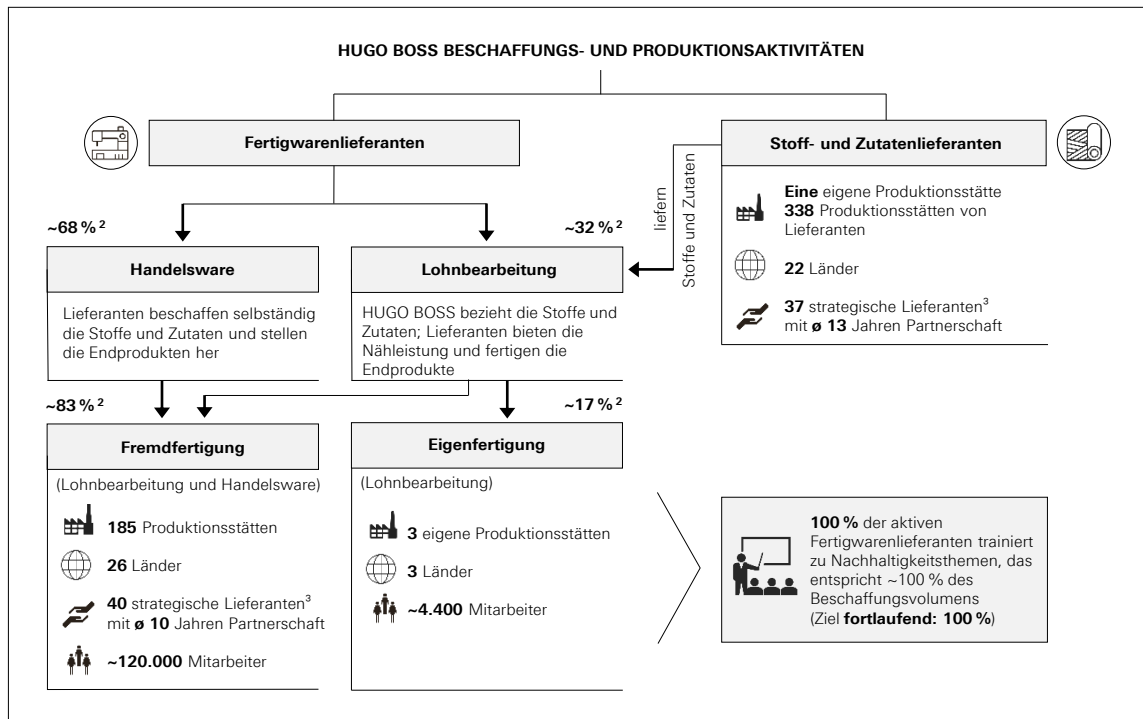 HUGO BOSS BESCHAFFUNGS- UND PRODUKTIONSAKTIVITÄTEN
Fertigwarenlieferanten
Stoff- und Zutatenlieferanten
Eine eigene Produktionsstätte
338 Produktionsstätten von
Lieferanten
22 Länder
37 strategische Lieferanten³
mit ø 13 Jahren Partnerschaft
liefern
Stoffe und Zutaten
~68 % ²
Handelsware
Lieferanten beschaffen selbständig
die Stoffe und Zutaten und stellen
die Endprodukten her
~32 % ²
Lohnbearbeitung
HUGO BOSS bezieht die Stoffe und
Zutaten; Lieferanten bieten die
Nähleistung und fertigen die
Endprodukte
~83 % ²
Fremdfertigung
(Lohnbearbeitung und Handelsware)
185 Produktionsstätten
26 Länder
40 strategische Lieferanten³
mit ø 10 Jahren Partnerschaft
~120.000 Mitarbeiter
~17 % ²
Eigenfertigung
(Lohnbearbeitung)
3 eigene Produktionsstätten
3 Länder
~4.400 Mitarbeiter
100 % der aktiven
Fertigwarenlieferanten trainiert
zu Nachhaltigkeitsthemen, das
entspricht ~100 % des
Beschaffungsvolumens
(Ziel fortlaufend: 100 %)